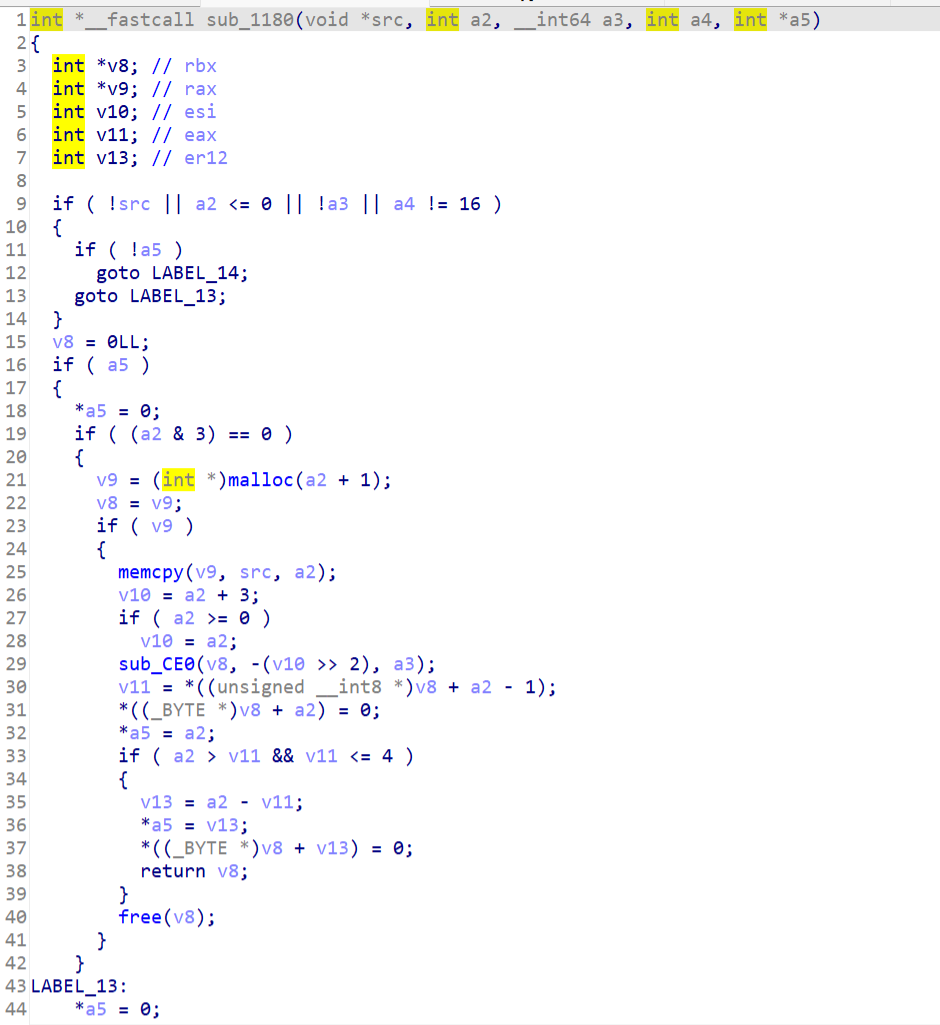 1 int *__fastcall sub_1180(void *src, int a2, __int64 a3, int a4, int *a5)
2 {
3   int *v8; // rbx
4   int *v9; // rax
5   int v10; // esi
6   int v11; // eax
7   int v13; // er12
8
9   if ( !src || a2 <= 0 || !a3 || a4 != 16 )
10   {
11     if ( !a5 )
12       goto LABEL_14;
13     goto LABEL_13;
14   }
15   v8 = 0LL;
16   if ( a5 )
17   {
18     *a5 = 0;
19     if ( (a2 & 3) == 0 )
20     {
21       v9 = (int *)malloc(a2 + 1);
22       v8 = v9;
23       if ( v9 )
24       {
25         memcpy(v9, src, a2);
26         v10 = a2 + 3;
27         if ( a2 >= 0 )
28           v10 = a2;
29         sub_CE0(v8, -(v10 >> 2), a3);
30         v11 = *((unsigned __int8 *)v8 + a2 - 1);
31         *((_BYTE *)v8 + a2) = 0;
32         *a5 = a2;
33         if ( a2 > v11 && v11 <= 4 )
34         {
35           v13 = a2 - v11;
36           *a5 = v13;
37           *((_BYTE *)v8 + v13) = 0;
38           return v8;
39         }
40         free(v8);
41       }
42     }
43 LABEL_13:
44     *a5 = 0;